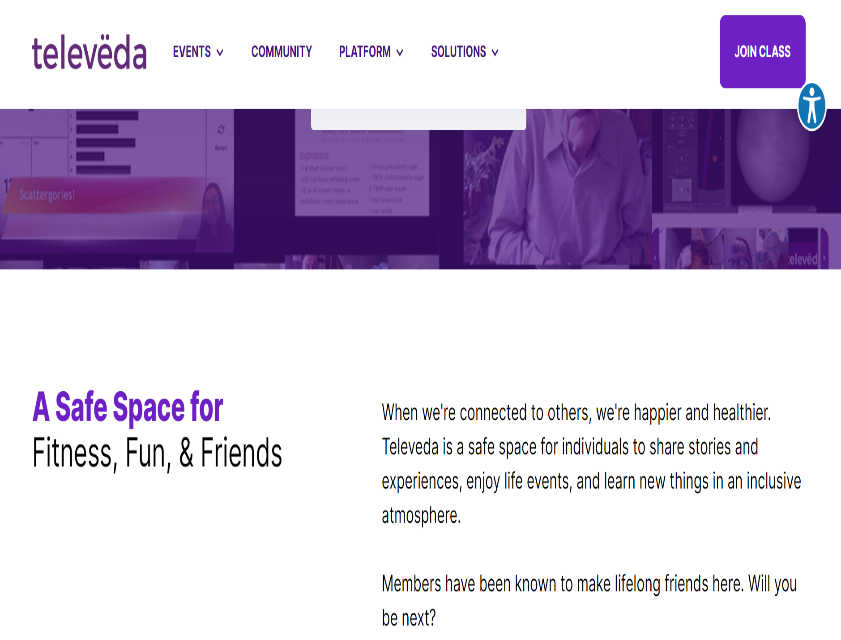 televëda
EVENTS
COMMUNITY
PLATFORM
SOLUTIONS
JOIN CLASS
Scattergories!
Ingredients
televëd
A Safe Space for
Fitness, Fun, & Friends
When we're connected to others, we're happier and healthier.
Televeda is a safe space for individuals to share stories and
experiences, enjoy life events, and learn new things in an inclusive
atmosphere.
Members have been known to make lifelong friends here. Will you
be next?